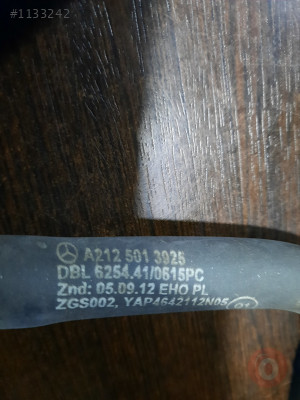 #1133242
A212 501 3925
DBL 6254.41/0615PC
Znd: 05.09.12 EHO PL
ZGS002, YAP4642112N05